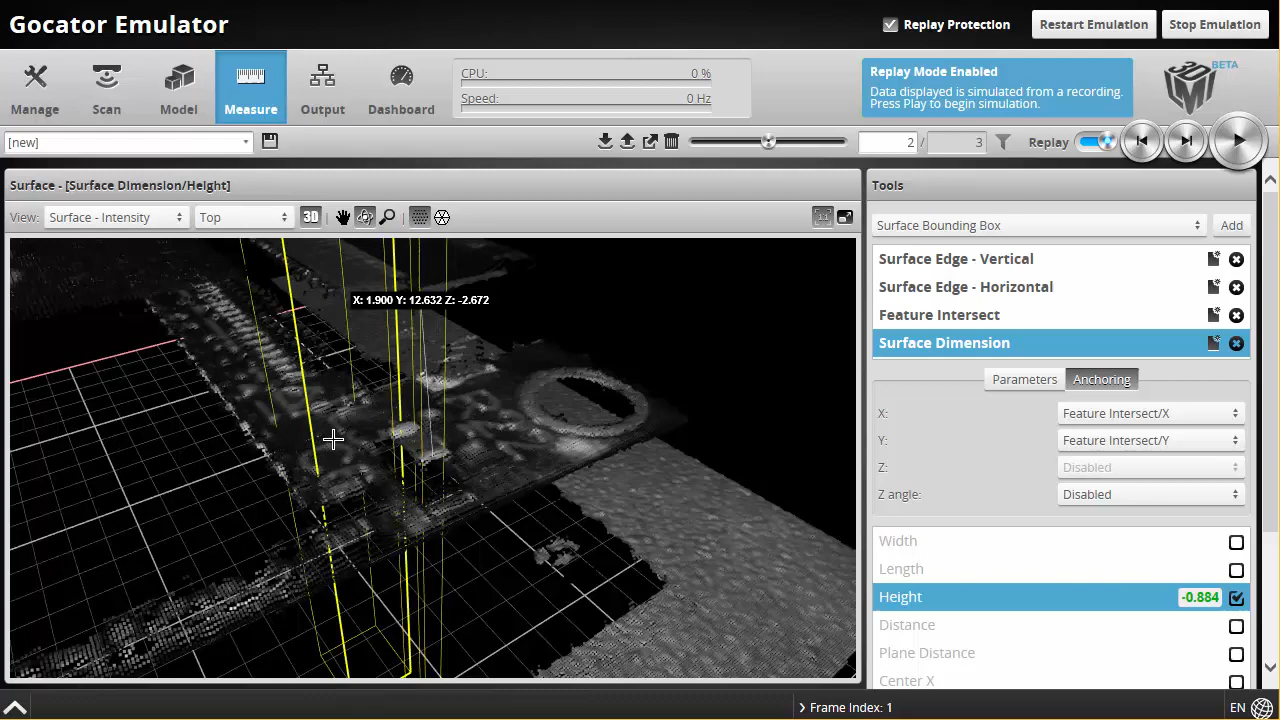 Gocator Emulator
Replay Protection
Restart Emulation
Stop Emulation
Manage
Scan
Model
Measure
Output
Dashboard
CPU: 0 %
Speed: 0 Hz
Replay Mode Enabled
Data displayed is simulated from a recording.
Press Play to begin simulation.
BETA
[new]
2 / 3
Replay
Surface - [Surface Dimension/Height]
View: Surface - Intensity
Top
3D
1:1
X: 1.900 Y: 12.632 Z: -2.672
Tools
Surface Bounding Box
Add
Surface Edge - Vertical
Surface Edge - Horizontal
Feature Intersect
Surface Dimension
Parameters
Anchoring
X: Feature Intersect/X
Y: Feature Intersect/Y
Z: Disabled
Z angle: Disabled
Width
Length
Height -0.884
Distance
Plane Distance
Center X
Frame Index: 1
EN